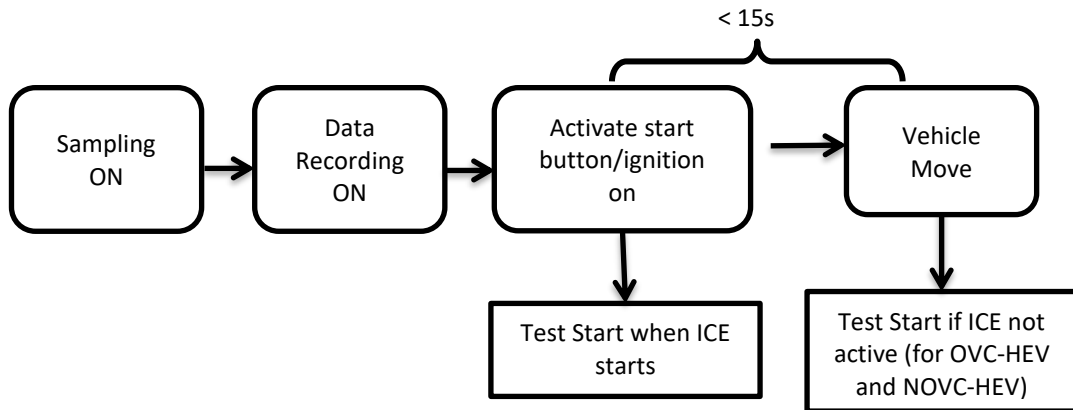 < 15s
Sampling
ON
Data
Recording
ON
Activate start
button/ignition
on
Vehicle
Move
Test Start when ICE
starts
Test Start if ICE not
active (for OVC-HEV
and NOVC-HEV)